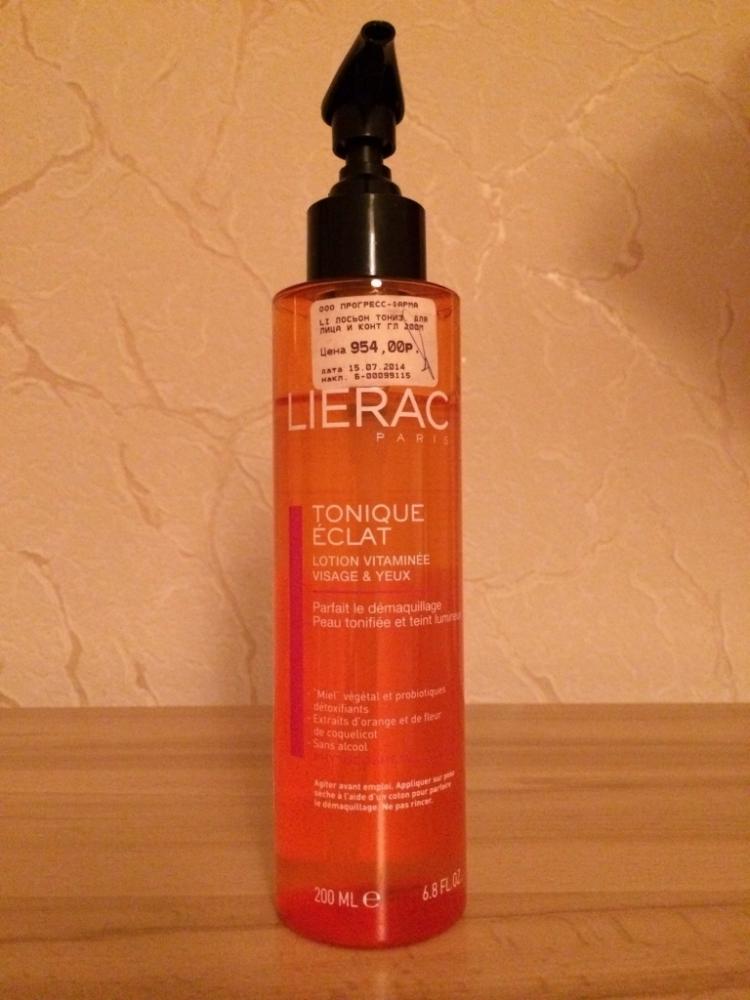 ООО ПРОГРЕСС-ФАРМА
LI ЛОСЬОН ТОНИЗ ДЛЯ
ЛИЦА И КОНТ ГЛ 200М
Цена 954,00р.
дата 15.07.2014
накл. Б-00099115
LIERAC
PARIS
TONIQUE
ÉCLAT
LOTION VITAMINÉE
VISAGE & YEUX
Parfait le démaquillage
Peau tonifiée et teint lumineux
- "Miel" végétal et probiotiques
détoxifiants
- Extraits d'orange et de fleur
de coquelicot
- Sans alcool
Agiter avant emploi. Appliquer sur peau
sèche à l'aide d'un coton pour parfaire
le démaquillage. Ne pas rincer.
200 ML e 6.8 FL.OZ.